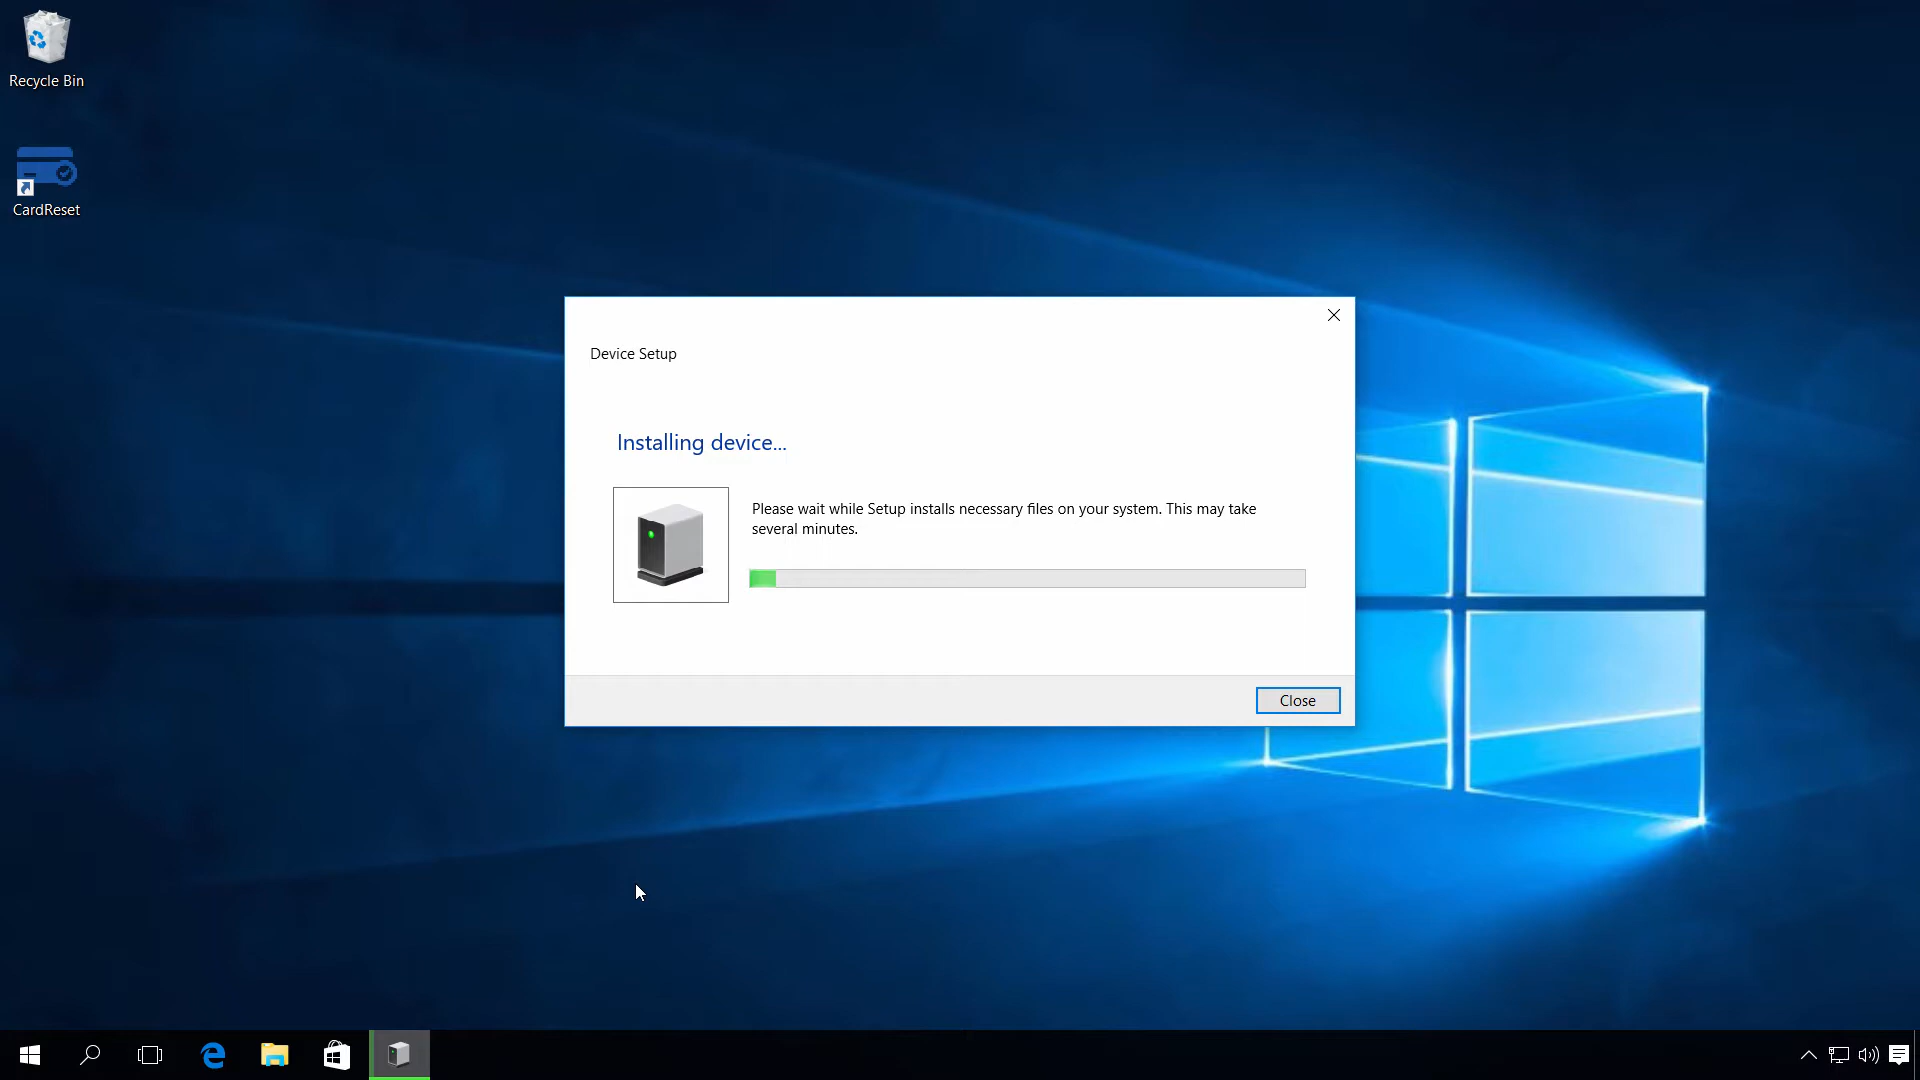 Recycle Bin
CardReset
Device Setup
Installing device...
Please wait while Setup installs necessary files on your system. This may take
several minutes.
Close